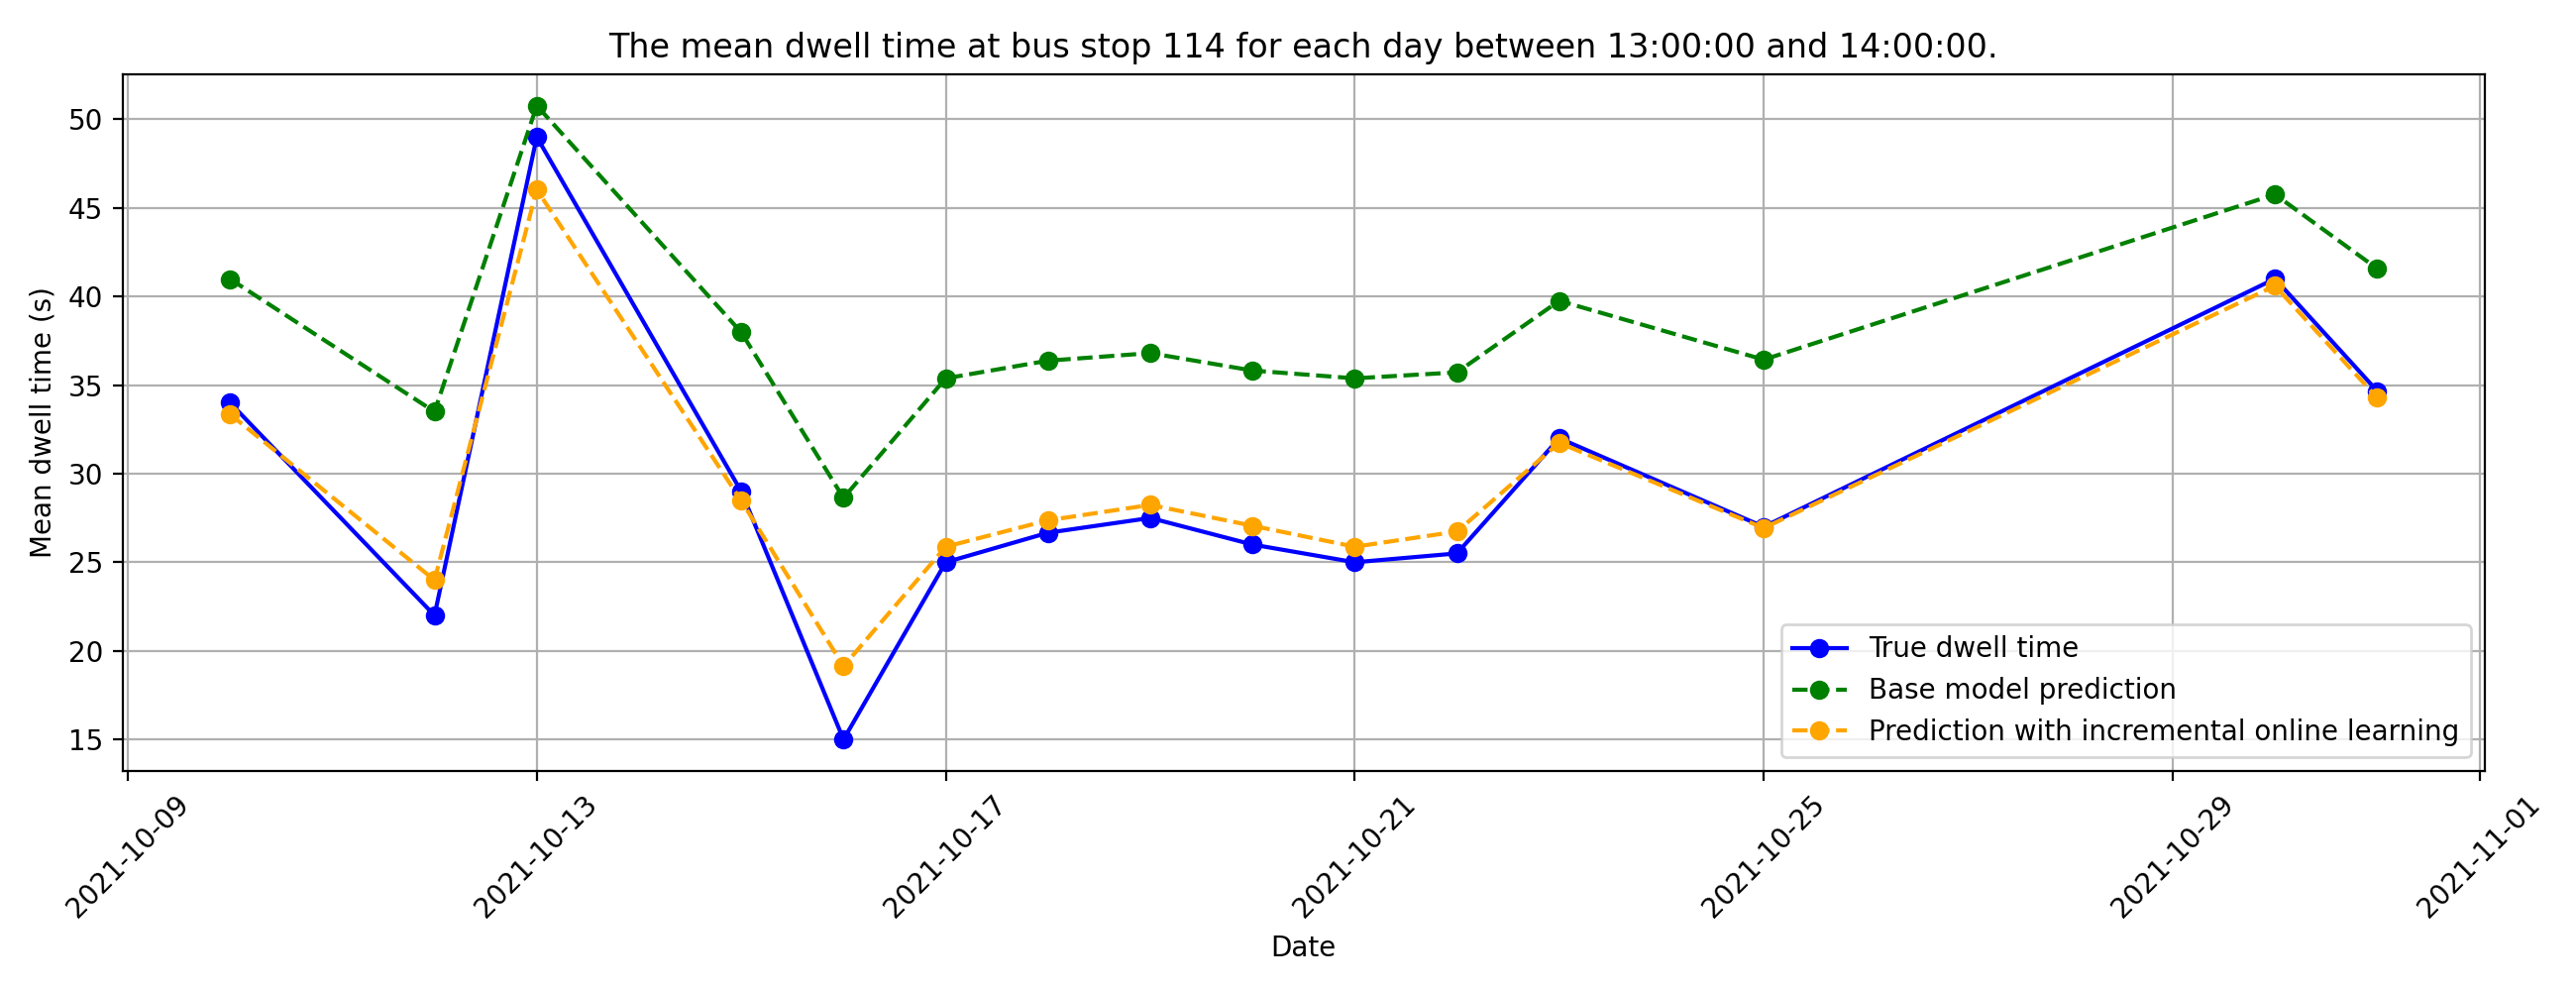 The mean dwell time at bus stop 114 for each day between 13:00:00 and 14:00:00.
Mean dwell time (s)
50
45
40
35
30
25
20
15
True dwell time
Base model prediction
Prediction with incremental online learning
2021-10-09
2021-10-13
2021-10-17
2021-10-21
2021-10-25
2021-10-29
2021-11-01
Date